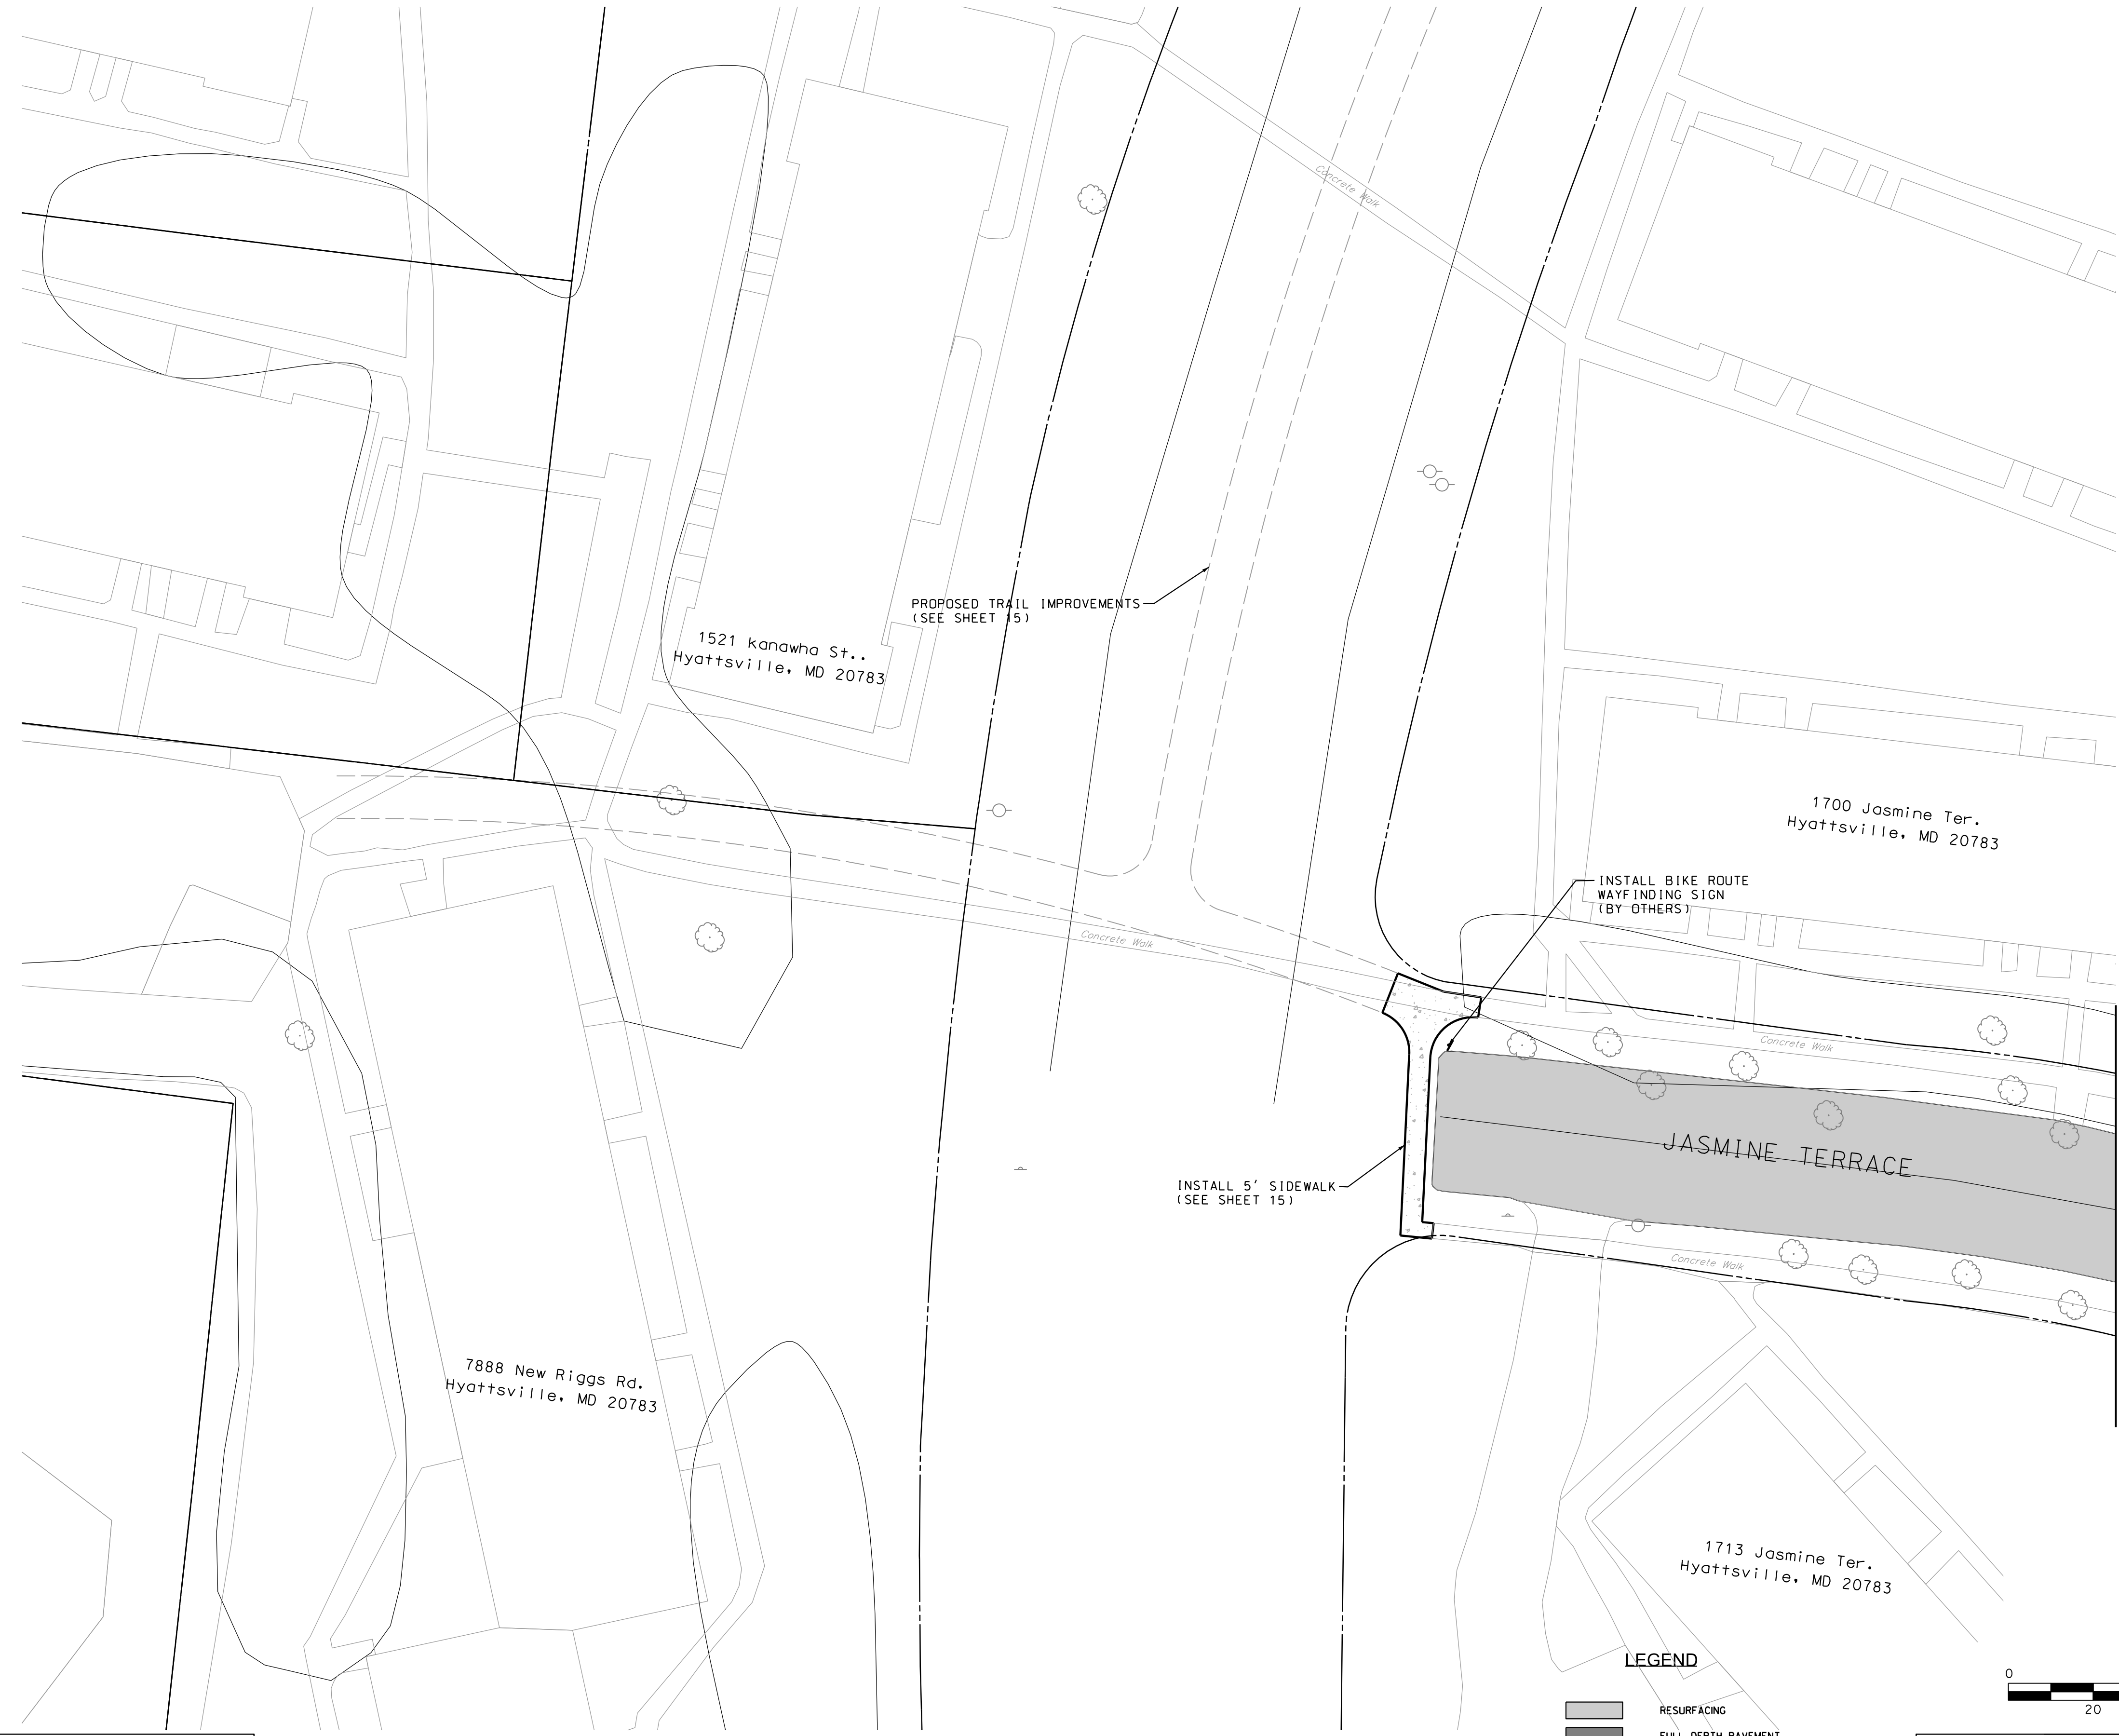 Concrete Walk
PROPOSED TRAIL IMPROVEMENTS
(SEE SHEET 15)
1521 kanawha St..
Hyattsville, MD 20783
1700 Jasmine Ter.
Hyattsville, MD 20783
INSTALL BIKE ROUTE
WAYFINDING SIGN
(BY OTHERS)
Concrete Walk
Concrete Walk
JASMINE TERRACE
INSTALL 5' SIDEWALK
(SEE SHEET 15)
Concrete Walk
7888 New Riggs Rd.
Hyattsville, MD 20783
1713 Jasmine Ter.
Hyattsville, MD 20783
LEGEND
0
20
RESURFACING
FULL DEPTH PAVEMENT